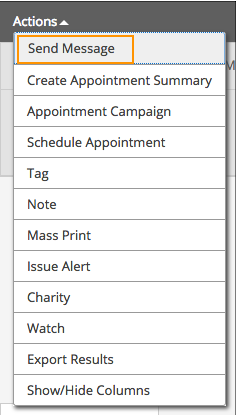 Actions
Send Message
Create Appointment Summary
Appointment Campaign
Schedule Appointment
Tag
Note
Mass Print
Issue Alert
Charity
Watch
Export Results
Show/Hide Columns